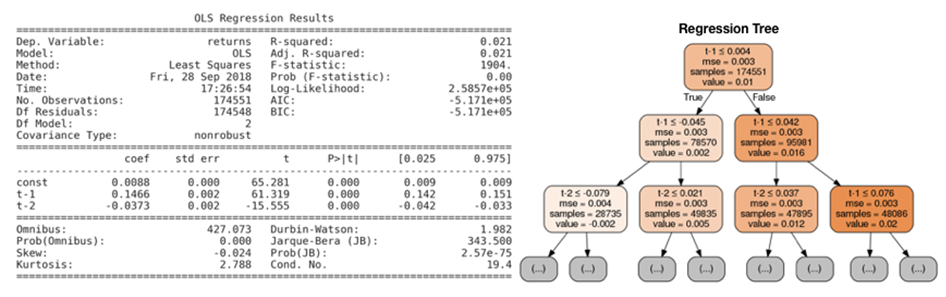 OLS Regression Results
Dep. Variable: returns R-squared: 0.021
Model: OLS Adj. R-squared: 0.021
Method: Least Squares F-statistic: 1904.
Date: Fri, 28 Sep 2018 Prob (F-statistic): 0.00
Time: 17:26:54 Log-Likelihood: 2.5857e+05
No. Observations: 174551 AIC: -5.171e+05
Df Residuals: 174548 BIC: -5.171e+05
Df Model: 2
Covariance Type: nonrobust
coef std err t P>|t| [0.025 0.975]
const 0.0088 0.000 65.281 0.000 0.009 0.009
t-1 0.1466 0.002 61.319 0.000 0.142 0.151
t-2 -0.0373 0.002 -15.555 0.000 -0.042 -0.033
Omnibus: 427.073 Durbin-Watson: 1.982
Prob(Omnibus): 0.000 Jarque-Bera (JB): 343.500
Skew: -0.024 Prob(JB): 2.57e-75
Kurtosis: 2.788 Cond. No. 19.4
Regression Tree
t-1 ≤ 0.004
mse = 0.003
samples = 174551
value = 0.01
True
False
t-1 ≤ -0.045
mse = 0.003
samples = 78570
value = 0.002
t-1 ≤ 0.042
mse = 0.003
samples = 95981
value = 0.016
t-2 ≤ -0.079
mse = 0.004
samples = 28735
value = -0.002
t-2 ≤ 0.021
mse = 0.003
samples = 49835
value = 0.005
t-2 ≤ 0.037
mse = 0.003
samples = 47895
value = 0.012
t-1 ≤ 0.076
mse = 0.003
samples = 48086
value = 0.02
(...)
(...)
(...)
(...)
(...)
(...)
(...)
(...)